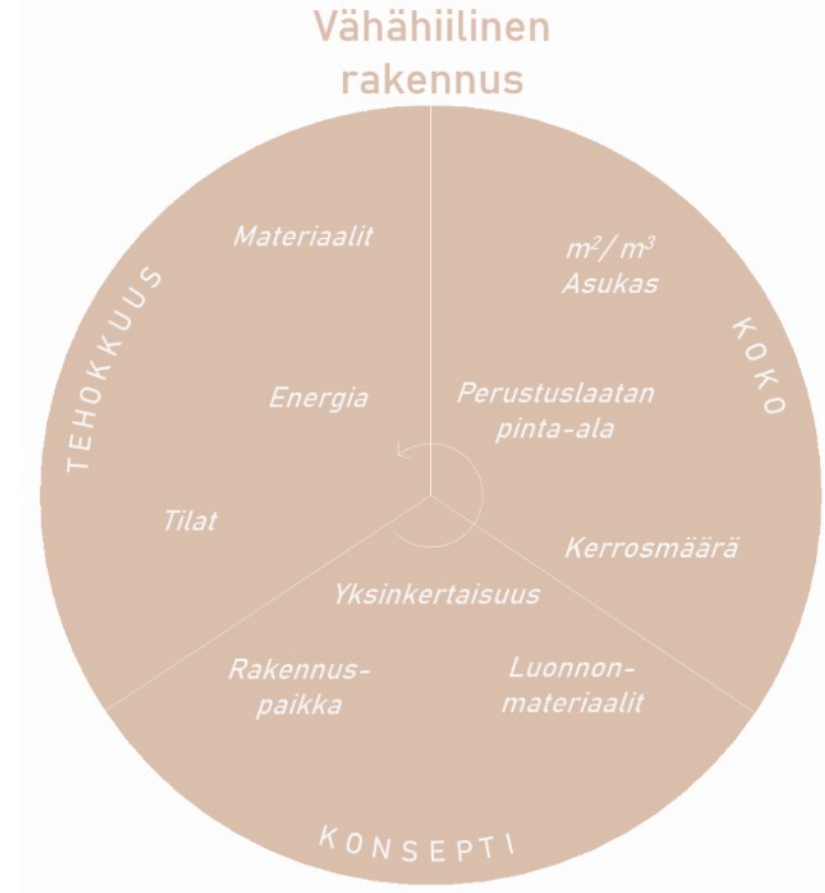 Vähähiilinen
rakennus
TEHOKKUUS
Materiaalit
Energia
Tilat
KOKO
m²/m³
Asukas
Perustuslaatan
pinta-ala
Kerrosmäärä
Yksinkertaisuus
Rakennus-
paikka
Luonnon-
materiaalit
KONSEPTI